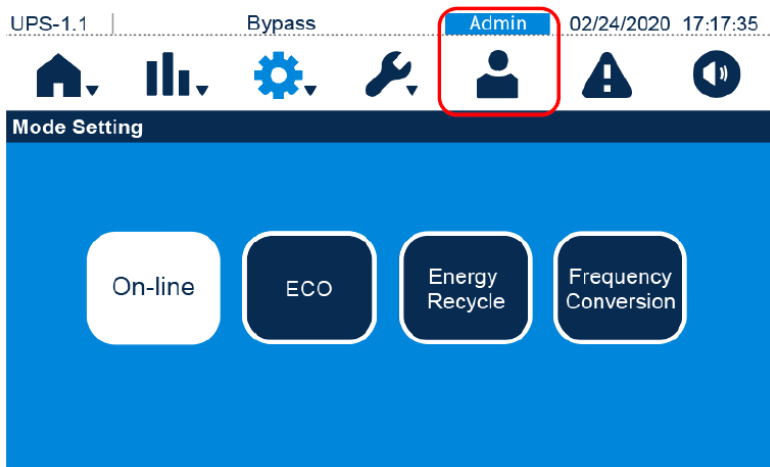 UPS-1.1 Bypass Admin 02/24/2020 17:17:35
Mode Setting
On-line
ECO
Energy
Recycle
Frequency
Conversion